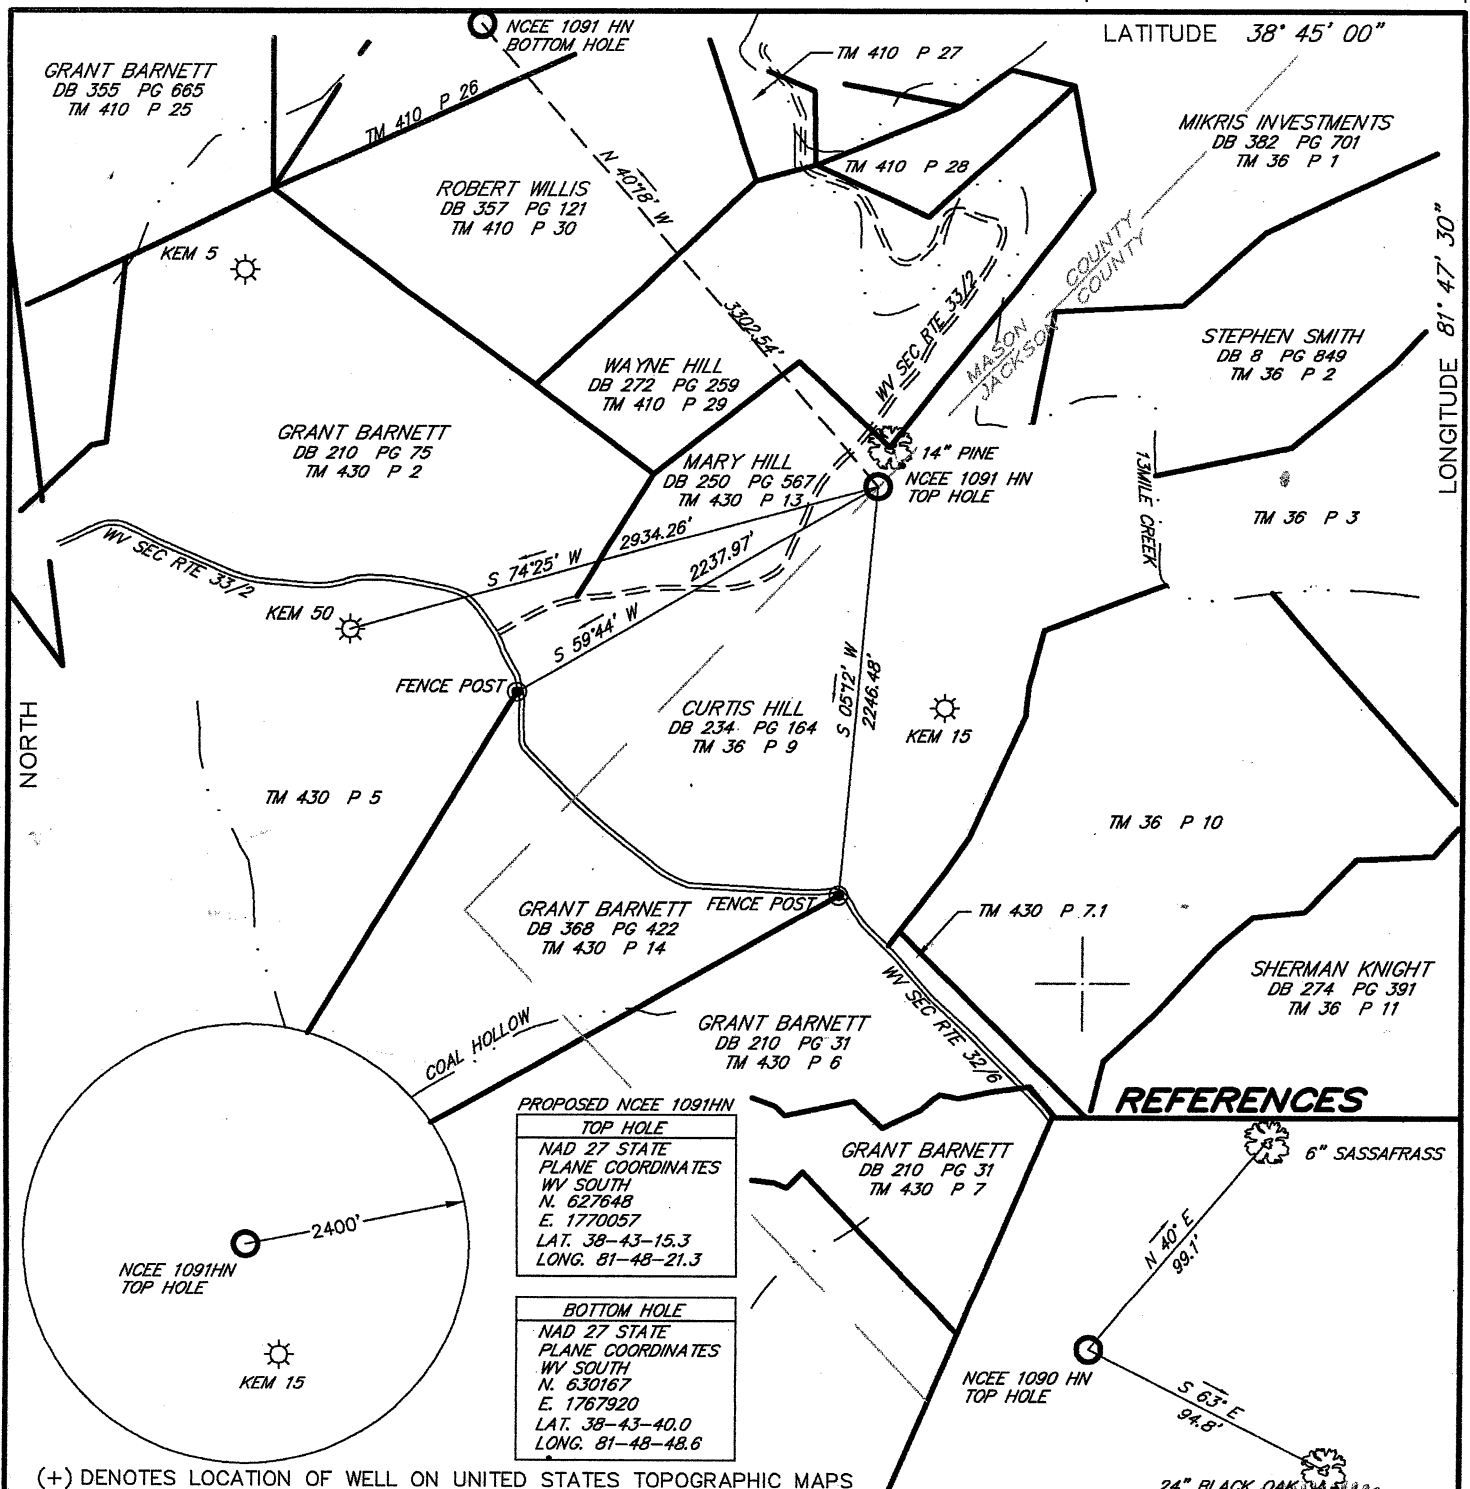 NCEE 1091 HN
BOTTOM HOLE
LATITUDE 38° 45' 00"
GRANT BARNETT
DB 355 PG 665
TM 410 P 25
TM 410 P 26
TM 410 P 27
MIKRIS INVESTMENTS
DB 382 PG 701
TM 36 P 1
TM 410 P 28
N 40°18' W
ROBERT WILLIS
DB 357 PG 121
TM 410 P 30
KEM 5
COUNTY
COUNTY
MASON
JACKSON
LONGITUDE 81° 47' 30"
3302.54'
WV SEC RTE 33/2
STEPHEN SMITH
DB 8 PG 849
TM 36 P 2
WAYNE HILL
DB 272 PG 259
TM 410 P 29
GRANT BARNETT
DB 210 PG 75
TM 430 P 2
MARY HILL
DB 250 PG 567
TM 430 P 13
14" PINE
NCEE 1091 HN
TOP HOLE
13MILE CREEK
TM 36 P 3
WV SEC RTE 33/2
S 74°25' W
2934.26'
2237.97'
S 59°44' W
KEM 50
FENCE POST
NORTH
CURTIS HILL
DB 234 PG 164
TM 36 P 9
S 05°12' W
2246.48'
KEM 15
TM 430 P 5
TM 36 P 10
GRANT BARNETT
DB 368 PG 422
TM 430 P 14
FENCE POST
TM 430 P 7.1
SHERMAN KNIGHT
DB 274 PG 391
TM 36 P 11
WV SEC RTE 32/6
COAL HOLLOW
GRANT BARNETT
DB 210 PG 31
TM 430 P 6
REFERENCES
PROPOSED NCEE 1091HN
TOP HOLE
NAD 27 STATE
PLANE COORDINATES
WV SOUTH
N. 627648
E. 1770057
LAT. 38-43-15.3
LONG. 81-48-21.3
GRANT BARNETT
DB 210 PG 31
TM 430 P 7
6" SASSAFRASS
N 40° E
99.1'
2400'
NCEE 1091HN
TOP HOLE
KEM 15
BOTTOM HOLE
NAD 27 STATE
PLANE COORDINATES
WV SOUTH
N. 630167
E. 1767920
LAT. 38-43-40.0
LONG. 81-48-48.6
NCEE 1090 HN
TOP HOLE
S 63° E
94.8'
24" BLACK OAK
(+) DENOTES LOCATION OF WELL ON UNITED STATES TOPOGRAPHIC MAPS